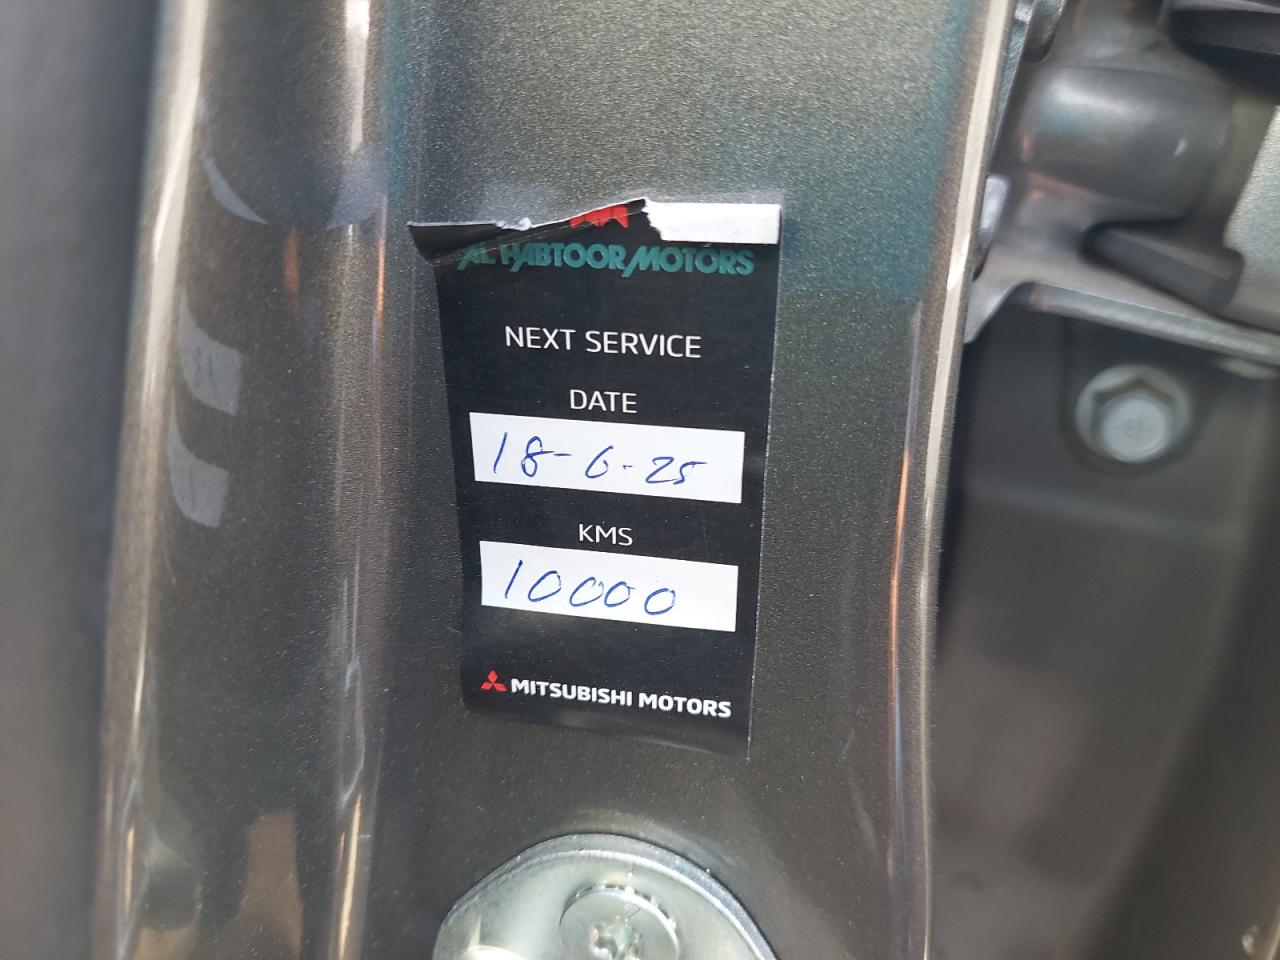 AL HABTOOR MOTORS
NEXT SERVICE
DATE
18-6-25
KMS
10000
MITSUBISHI MOTORS